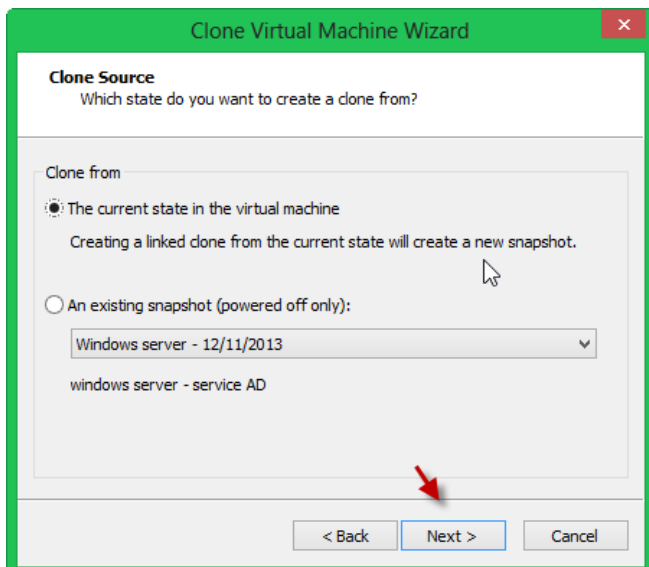 Clone Virtual Machine Wizard
Clone Source
Which state do you want to create a clone from?
Clone from
The current state in the virtual machine
Creating a linked clone from the current state will create a new snapshot.
An existing snapshot (powered off only):
Windows server - 12/11/2013
windows server - service AD
< Back Next > Cancel